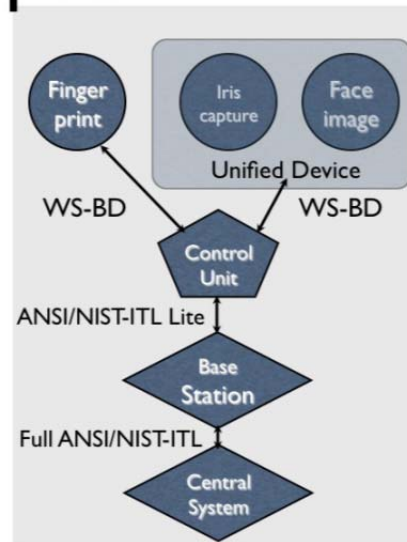 Finger
print
Iris
capture
Face
image
Unified Device
WS-BD
WS-BD
Control
Unit
ANSI/NIST-ITL Lite
Base
Station
Full ANSI/NIST-ITL
Central
System